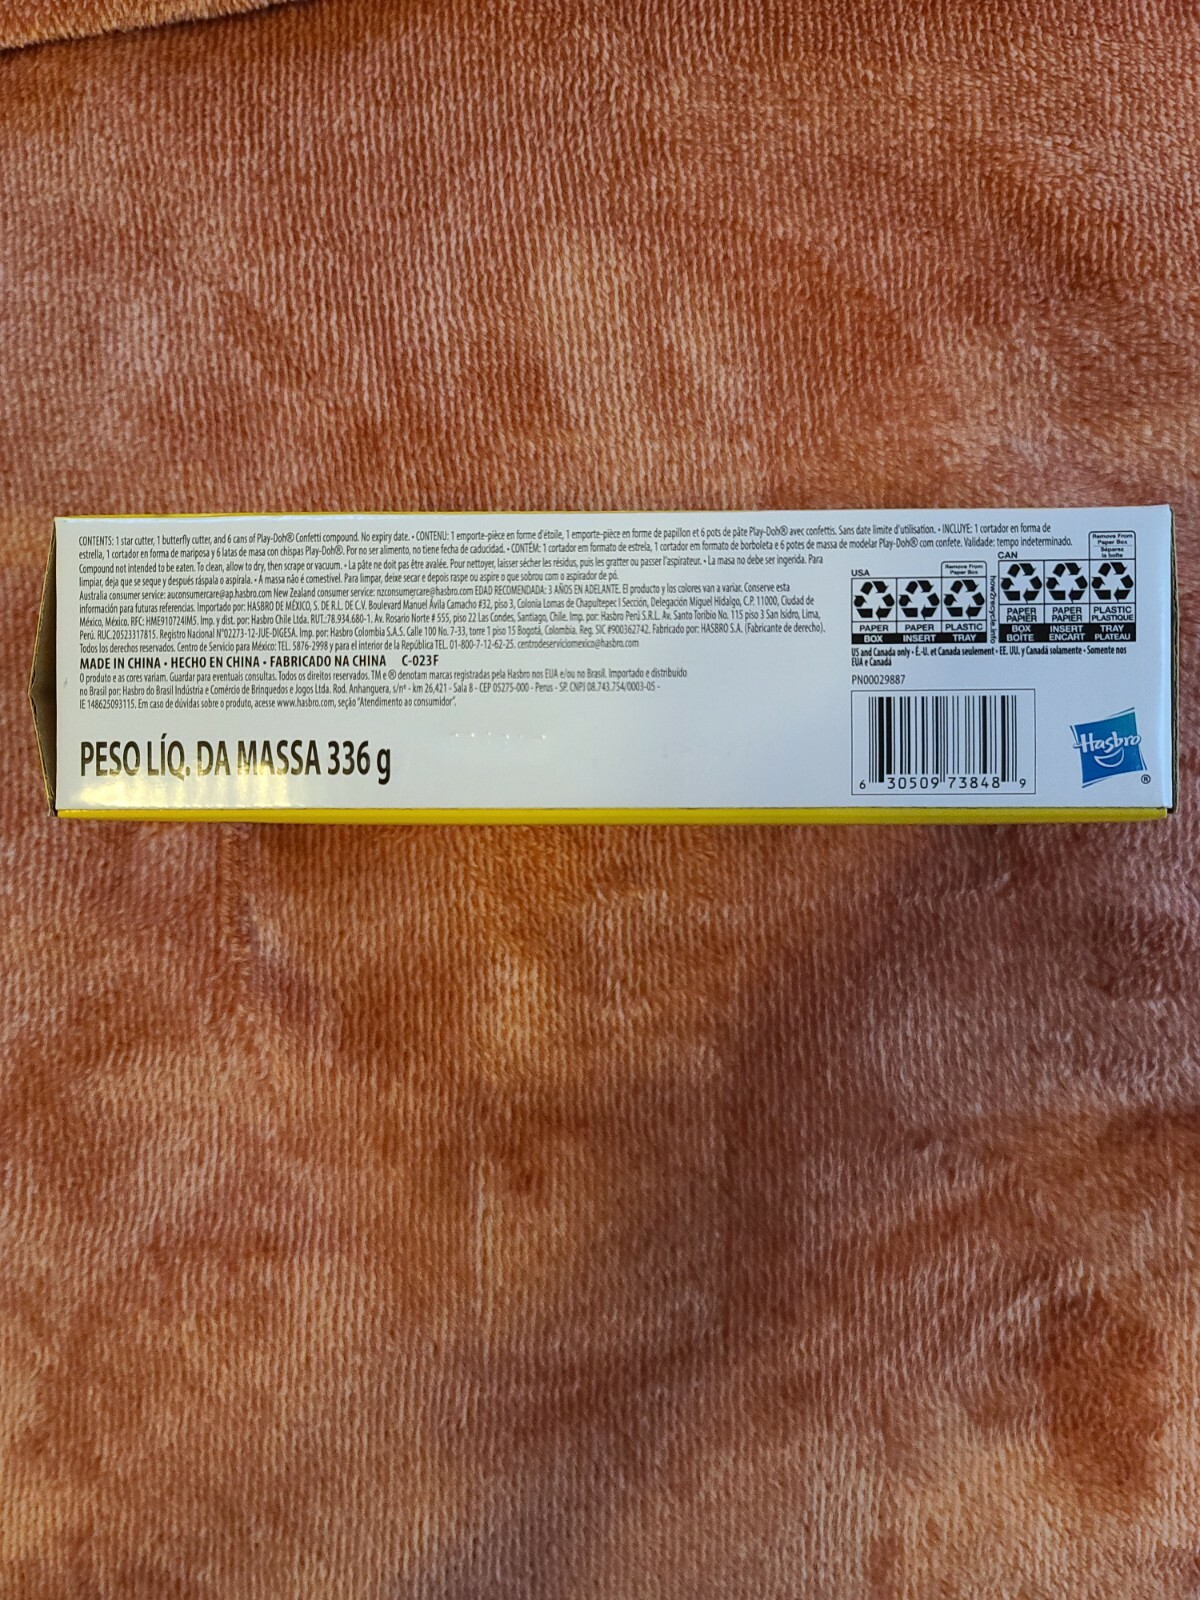 CONTENTS: 1 star cutter, 1 butterfly cutter, and 6 cans of Play-Doh® Confetti compound. No expiry date. • CONTENU: 1 emporte-pièce en forme d'étoile, 1 emporte-pièce en forme de papillon et 6 pots de pâte Play-Doh® avec confettis. Sans date limite d'utilisation. • INCLUYE: 1 cortador en forma de
estrella, 1 cortador en forma de mariposa y 6 latas de masa con chispas Play-Doh®. Por no ser alimento, no tiene fecha de caducidad. • CONTÉM: 1 cortador em formato de estrela, 1 cortador em formato de borboleta e 6 potes de massa de modelar Play-Doh® com confete. Validade: tempo indeterminado.
Compound not intended to be eaten. To clean, allow to dry, then scrape or vacuum. • La pâte ne doit pas être avalée. Pour nettoyer, laisser sécher les résidus, puis les gratter ou passer l'aspirateur. • La masa no debe ser ingerida. Para
limpiar, deja que se seque y después ráspala o aspírala. • A massa não é comestível. Para limpar, deixe secar e depois raspe ou aspire o que sobrou com o aspirador de pó.
Australia consumer service: auconsumercare@ap.hasbro.com New Zealand consumer service: nzconsumercare@hasbro.com EDAD RECOMENDADA: 3 AÑOS EN ADELANTE. El producto y los colores van a variar. Conserve esta
información para futuras referencias. Importado por: HASBRO DE MÉXICO, S. DE R.L. DE C.V. Boulevard Manuel Ávila Camacho #32, piso 3, Colonia Lomas de Chapultepec I Sección, Delegación Miguel Hidalgo, C.P. 11000, Ciudad de
México, México. RFC: HME910724IM5. Imp. y dist. por: Hasbro Chile Ltda. RUT.:78.934.680-1. Av. Rosario Norte # 555, piso 22 Las Condes, Santiago, Chile. Imp. por: Hasbro Perú S.R.L. Av. Santo Toribio No. 115 piso 3 San Isidro, Lima,
Perú. RUC.20523317815. Registro Nacional N°02273-12-JUE-DIGESA. Imp. por: Hasbro Colombia S.A.S. Calle 100 No. 7-33, torre 1 piso 15 Bogotá, Colombia. Reg. SIC #900362742. Fabricado por: HASBRO S.A. (Fabricante de derecho).
Todos los derechos reservados. Centro de Servicio para México: TEL. 5876-2998 y para el interior de la República TEL. 01-800-7-12-62-25. centrodeserviciomexico@hasbro.com
MADE IN CHINA • HECHO EN CHINA • FABRICADO NA CHINA C-023F
O produto e as cores variam. Guardar para eventuais consultas. Todos os direitos reservados. TM e ® denotam marcas registradas pela Hasbro nos EUA e/ou no Brasil. Importado e distribuído
no Brasil por: Hasbro do Brasil Indústria e Comércio de Brinquedos e Jogos Ltda. Rod. Anhanguera, s/nº - km 26,421 - Sala 8 - CEP 05275-000 - Perus - SP. CNPJ 08.743.754/0003-05 -
IE 148625093115. Em caso de dúvidas sobre o produto, acesse www.hasbro.com, seção "Atendimento ao consumidor".
PESO LÍQ. DA MASSA 336 g
USA
Remove From
Paper Box
PAPER PAPER PLASTIC
BOX INSERT TRAY
how2recycle.info
CAN
Remove From
Paper Box
Séparez
la boîte
PAPER PAPER PLASTIC
PAPIER PAPIER PLASTIQUE
BOX INSERT TRAY
BOÎTE ENCART PLATEAU
US and Canada only • É.-U. et Canada seulement • EE. UU. y Canadá solamente • Somente nos
EUA e Canadá
PN00029887
6 30509 73848 9
Hasbro
®